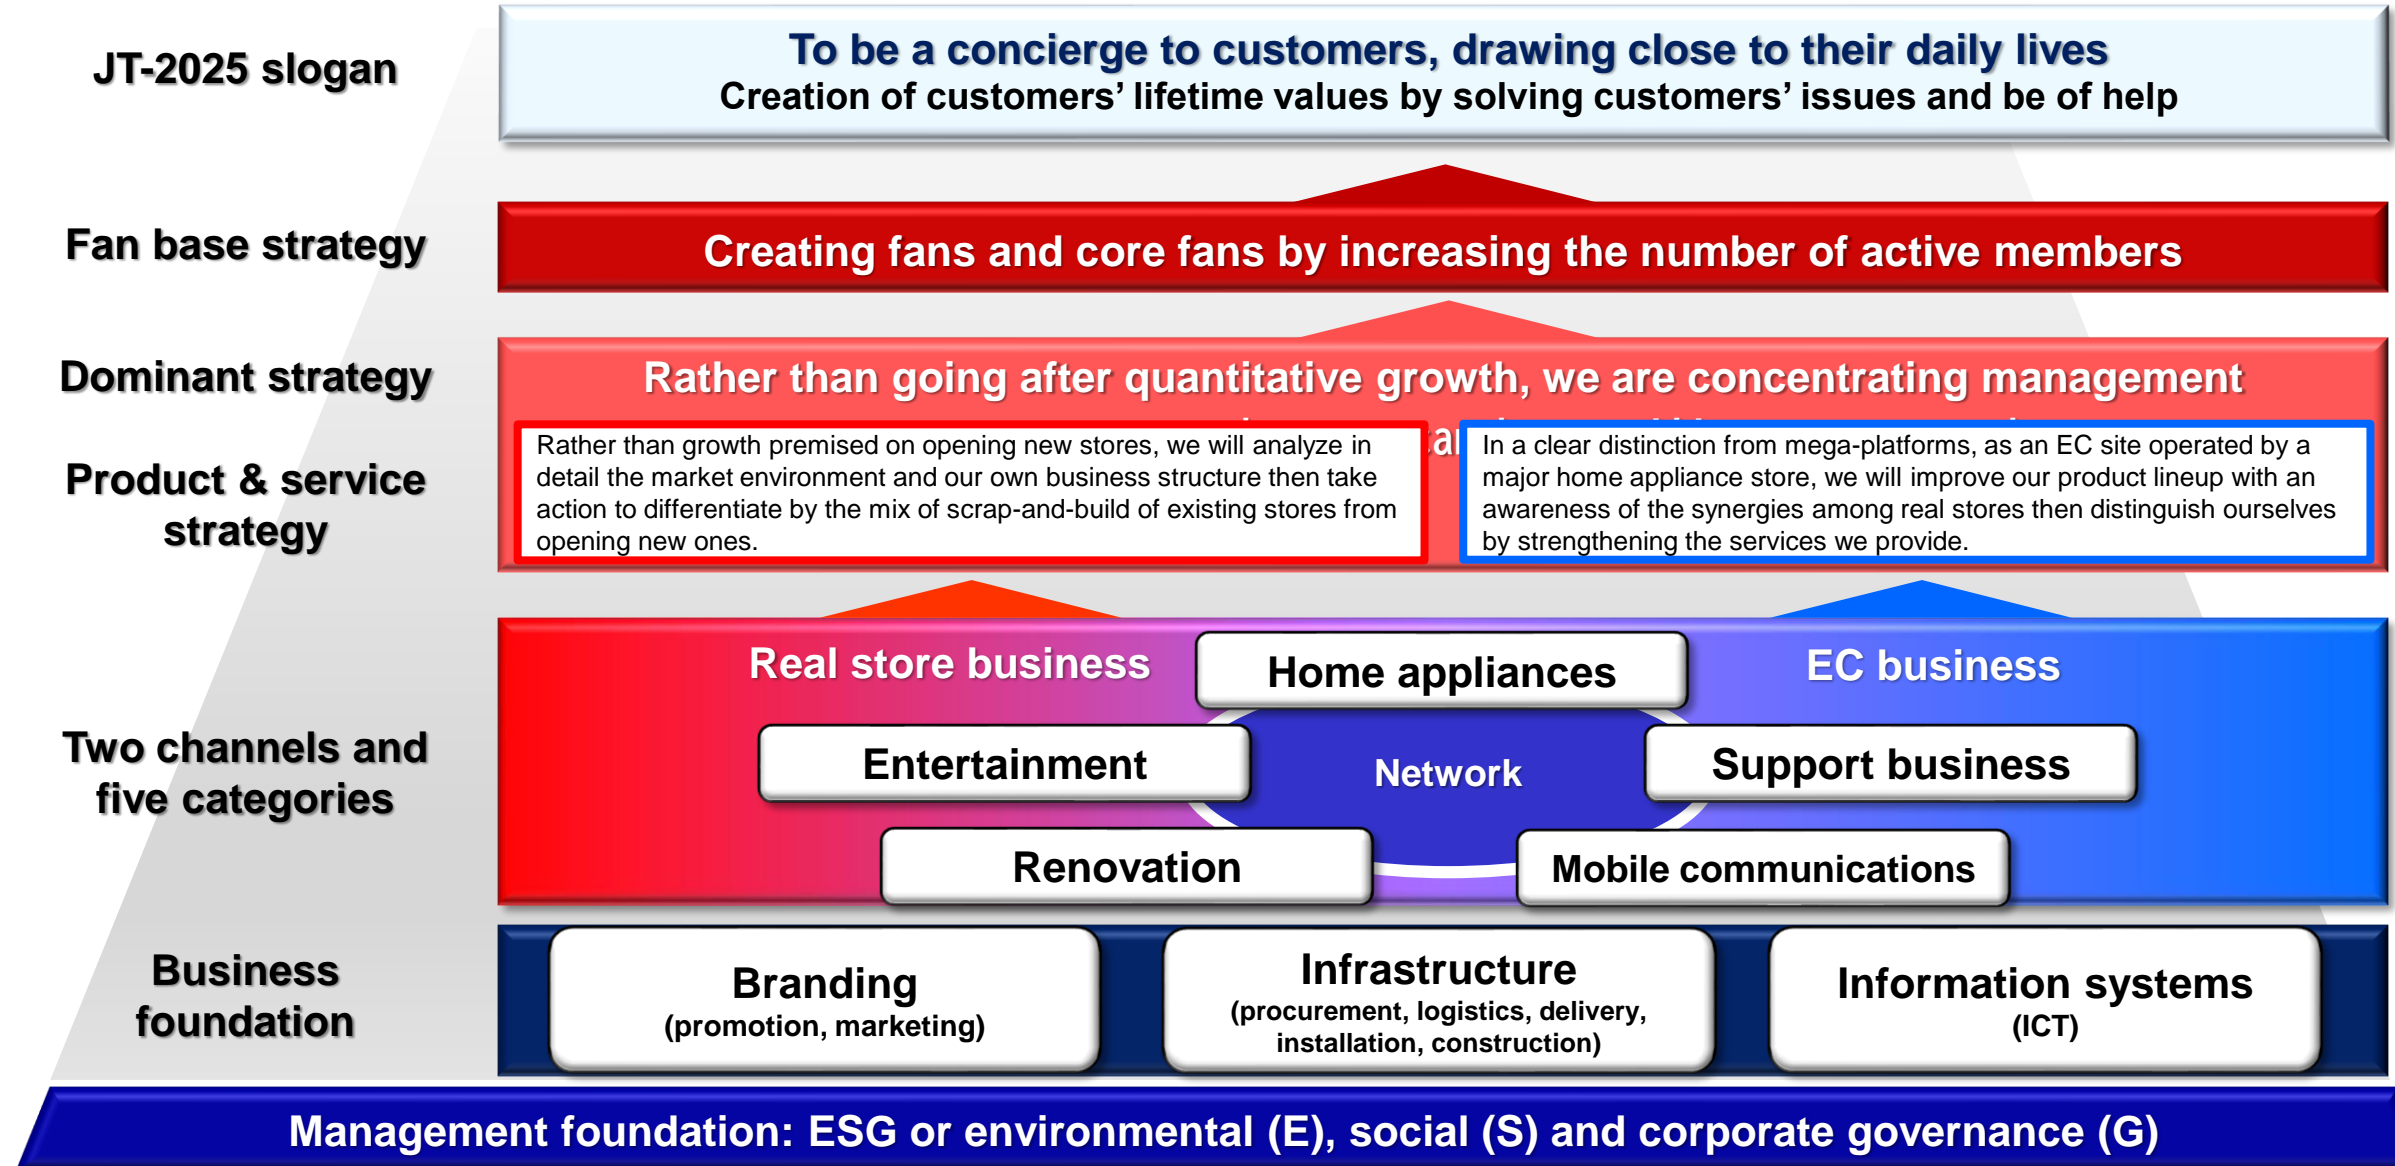 JT-2025 slogan
To be a concierge to customers, drawing close to their daily lives
Creation of customers’ lifetime values by solving customers’ issues and be of help
Fan base strategy
Creating fans and core fans by increasing the number of active members
Dominant strategy
Rather than going after quantitative growth, we are concentrating management
Product & service
strategy
Rather than growth premised on opening new stores, we will analyze in
detail the market environment and our own business structure then take
action to differentiate by the mix of scrap-and-build of existing stores from
opening new ones.
In a clear distinction from mega-platforms, as an EC site operated by a
major home appliance store, we will improve our product lineup with an
awareness of the synergies among real stores then distinguish ourselves
by strengthening the services we provide.
Two channels and
five categories
Real store business
EC business
Home appliances
Entertainment
Network
Support business
Renovation
Mobile communications
Business
foundation
Branding
(promotion, marketing)
Infrastructure
(procurement, logistics, delivery,
installation, construction)
Information systems
(ICT)
Management foundation: ESG or environmental (E), social (S) and corporate governance (G)